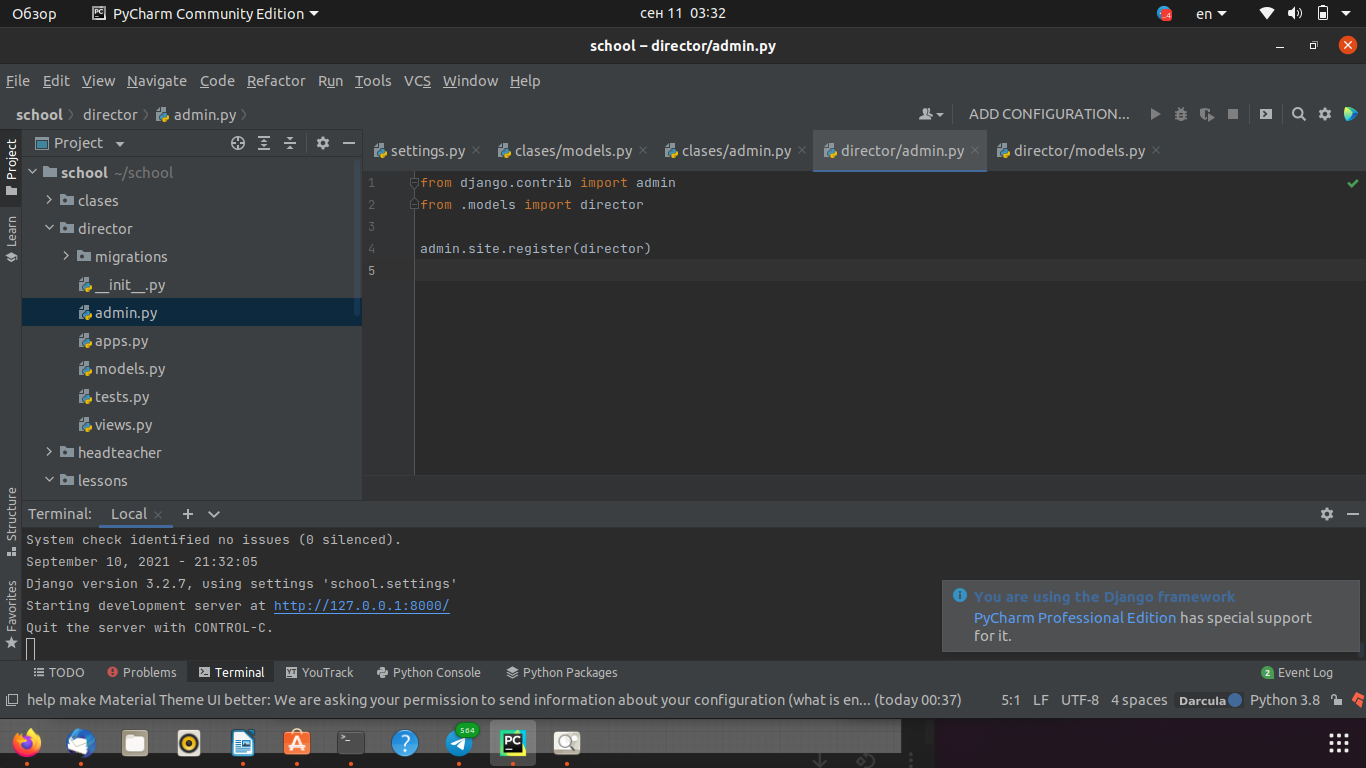 Обзор
PyCharm Community Edition
сен 11 03:32
en
school – director/admin.py
File Edit View Navigate Code Refactor Run Tools VCS Window Help
school director admin.py
ADD CONFIGURATION...
Project
settings.py clases/models.py clases/admin.py director/admin.py director/models.py
school ~/school
clases
director
migrations
__init__.py
admin.py
apps.py
models.py
tests.py
views.py
headteacher
lessons
Project
Learn
Structure
Favorites
1 from django.contrib import admin
2 from .models import director
3
4 admin.site.register(director)
5
Terminal: Local
System check identified no issues (0 silenced).
September 10, 2021 - 21:32:05
Django version 3.2.7, using settings 'school.settings'
Starting development server at http://127.0.0.1:8000/
Quit the server with CONTROL-C.
You are using the Django framework
PyCharm Professional Edition has special support
for it.
TODO Problems Terminal YouTrack Python Console Python Packages
2 Event Log
help make Material Theme UI better: We are asking your permission to send information about your configuration (what is en... (today 00:37)
5:1 LF UTF-8 4 spaces Darcula Python 3.8
564
PC